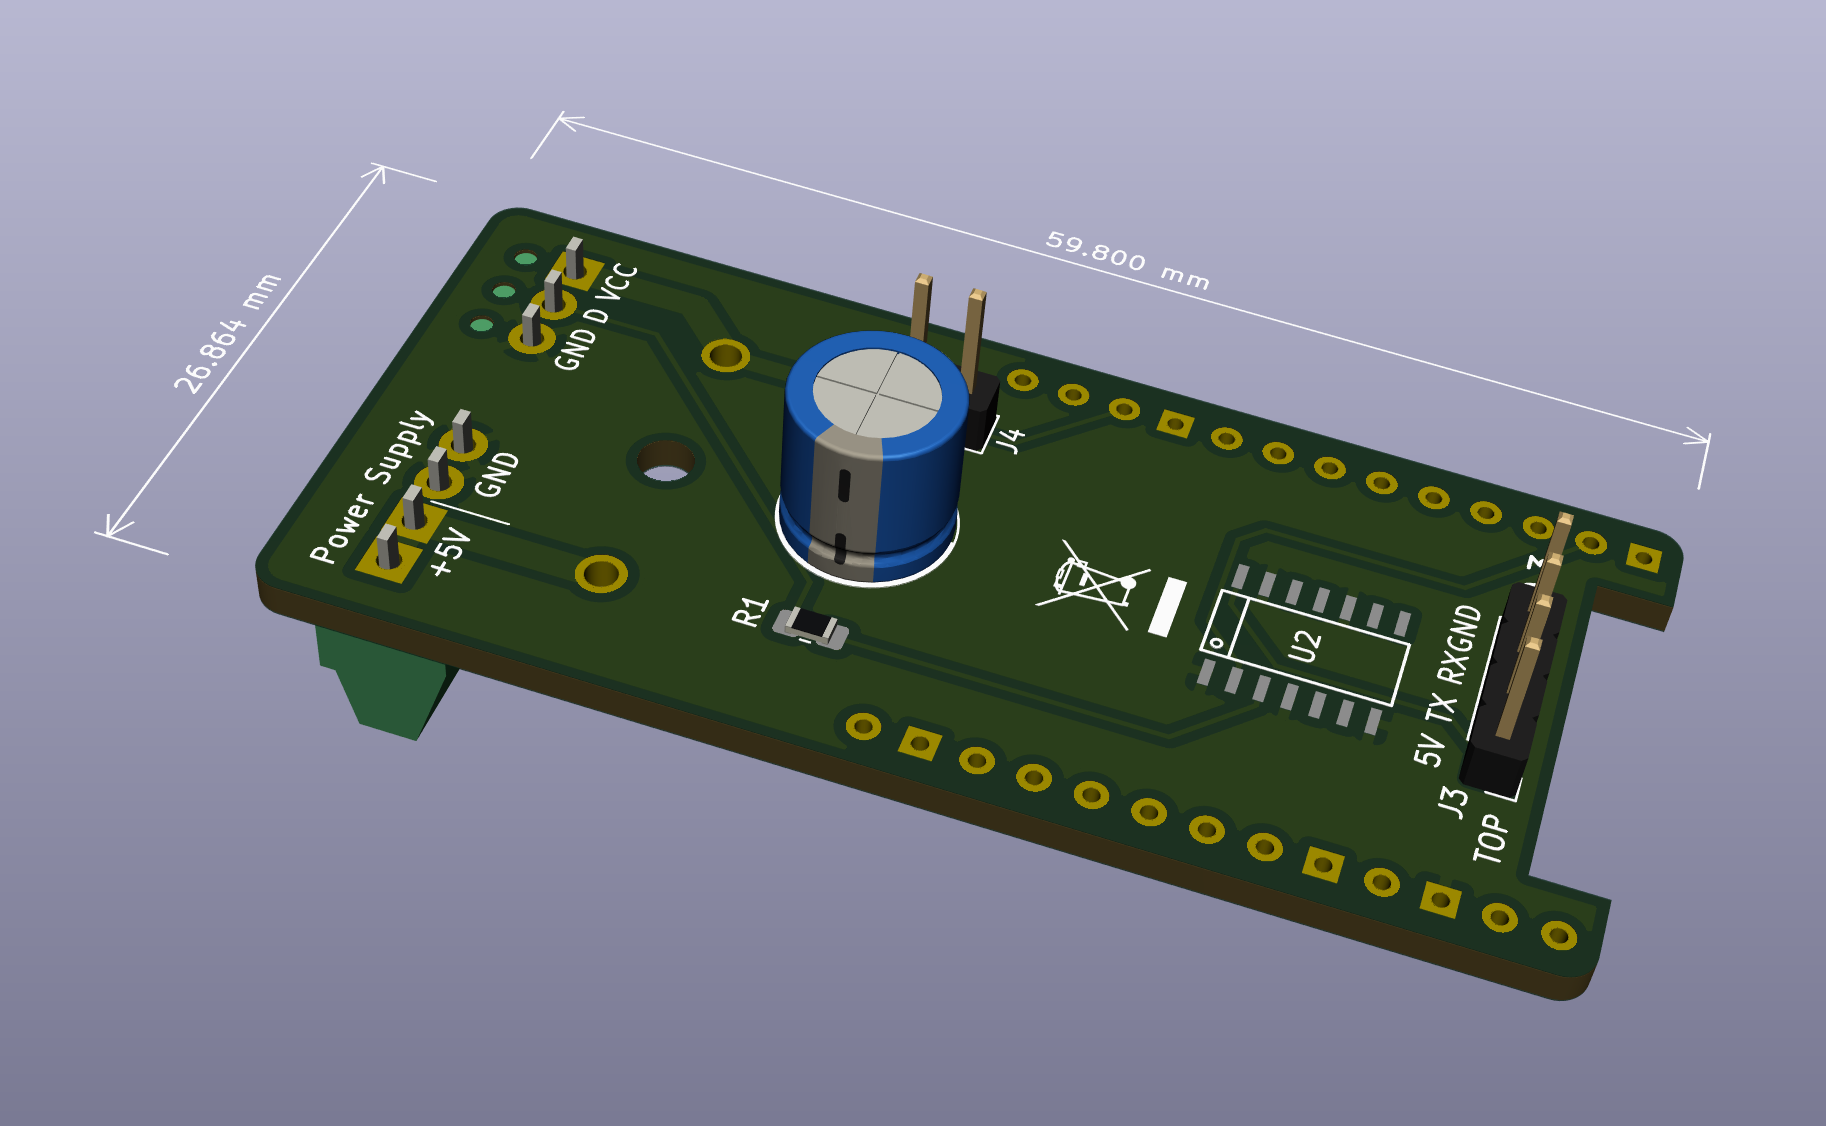 59.800 mm
26.864 mm
GND D VCC
Power Supply
GND
+5V
J4
R1
U2
5V TX RXGND
J3
TOP